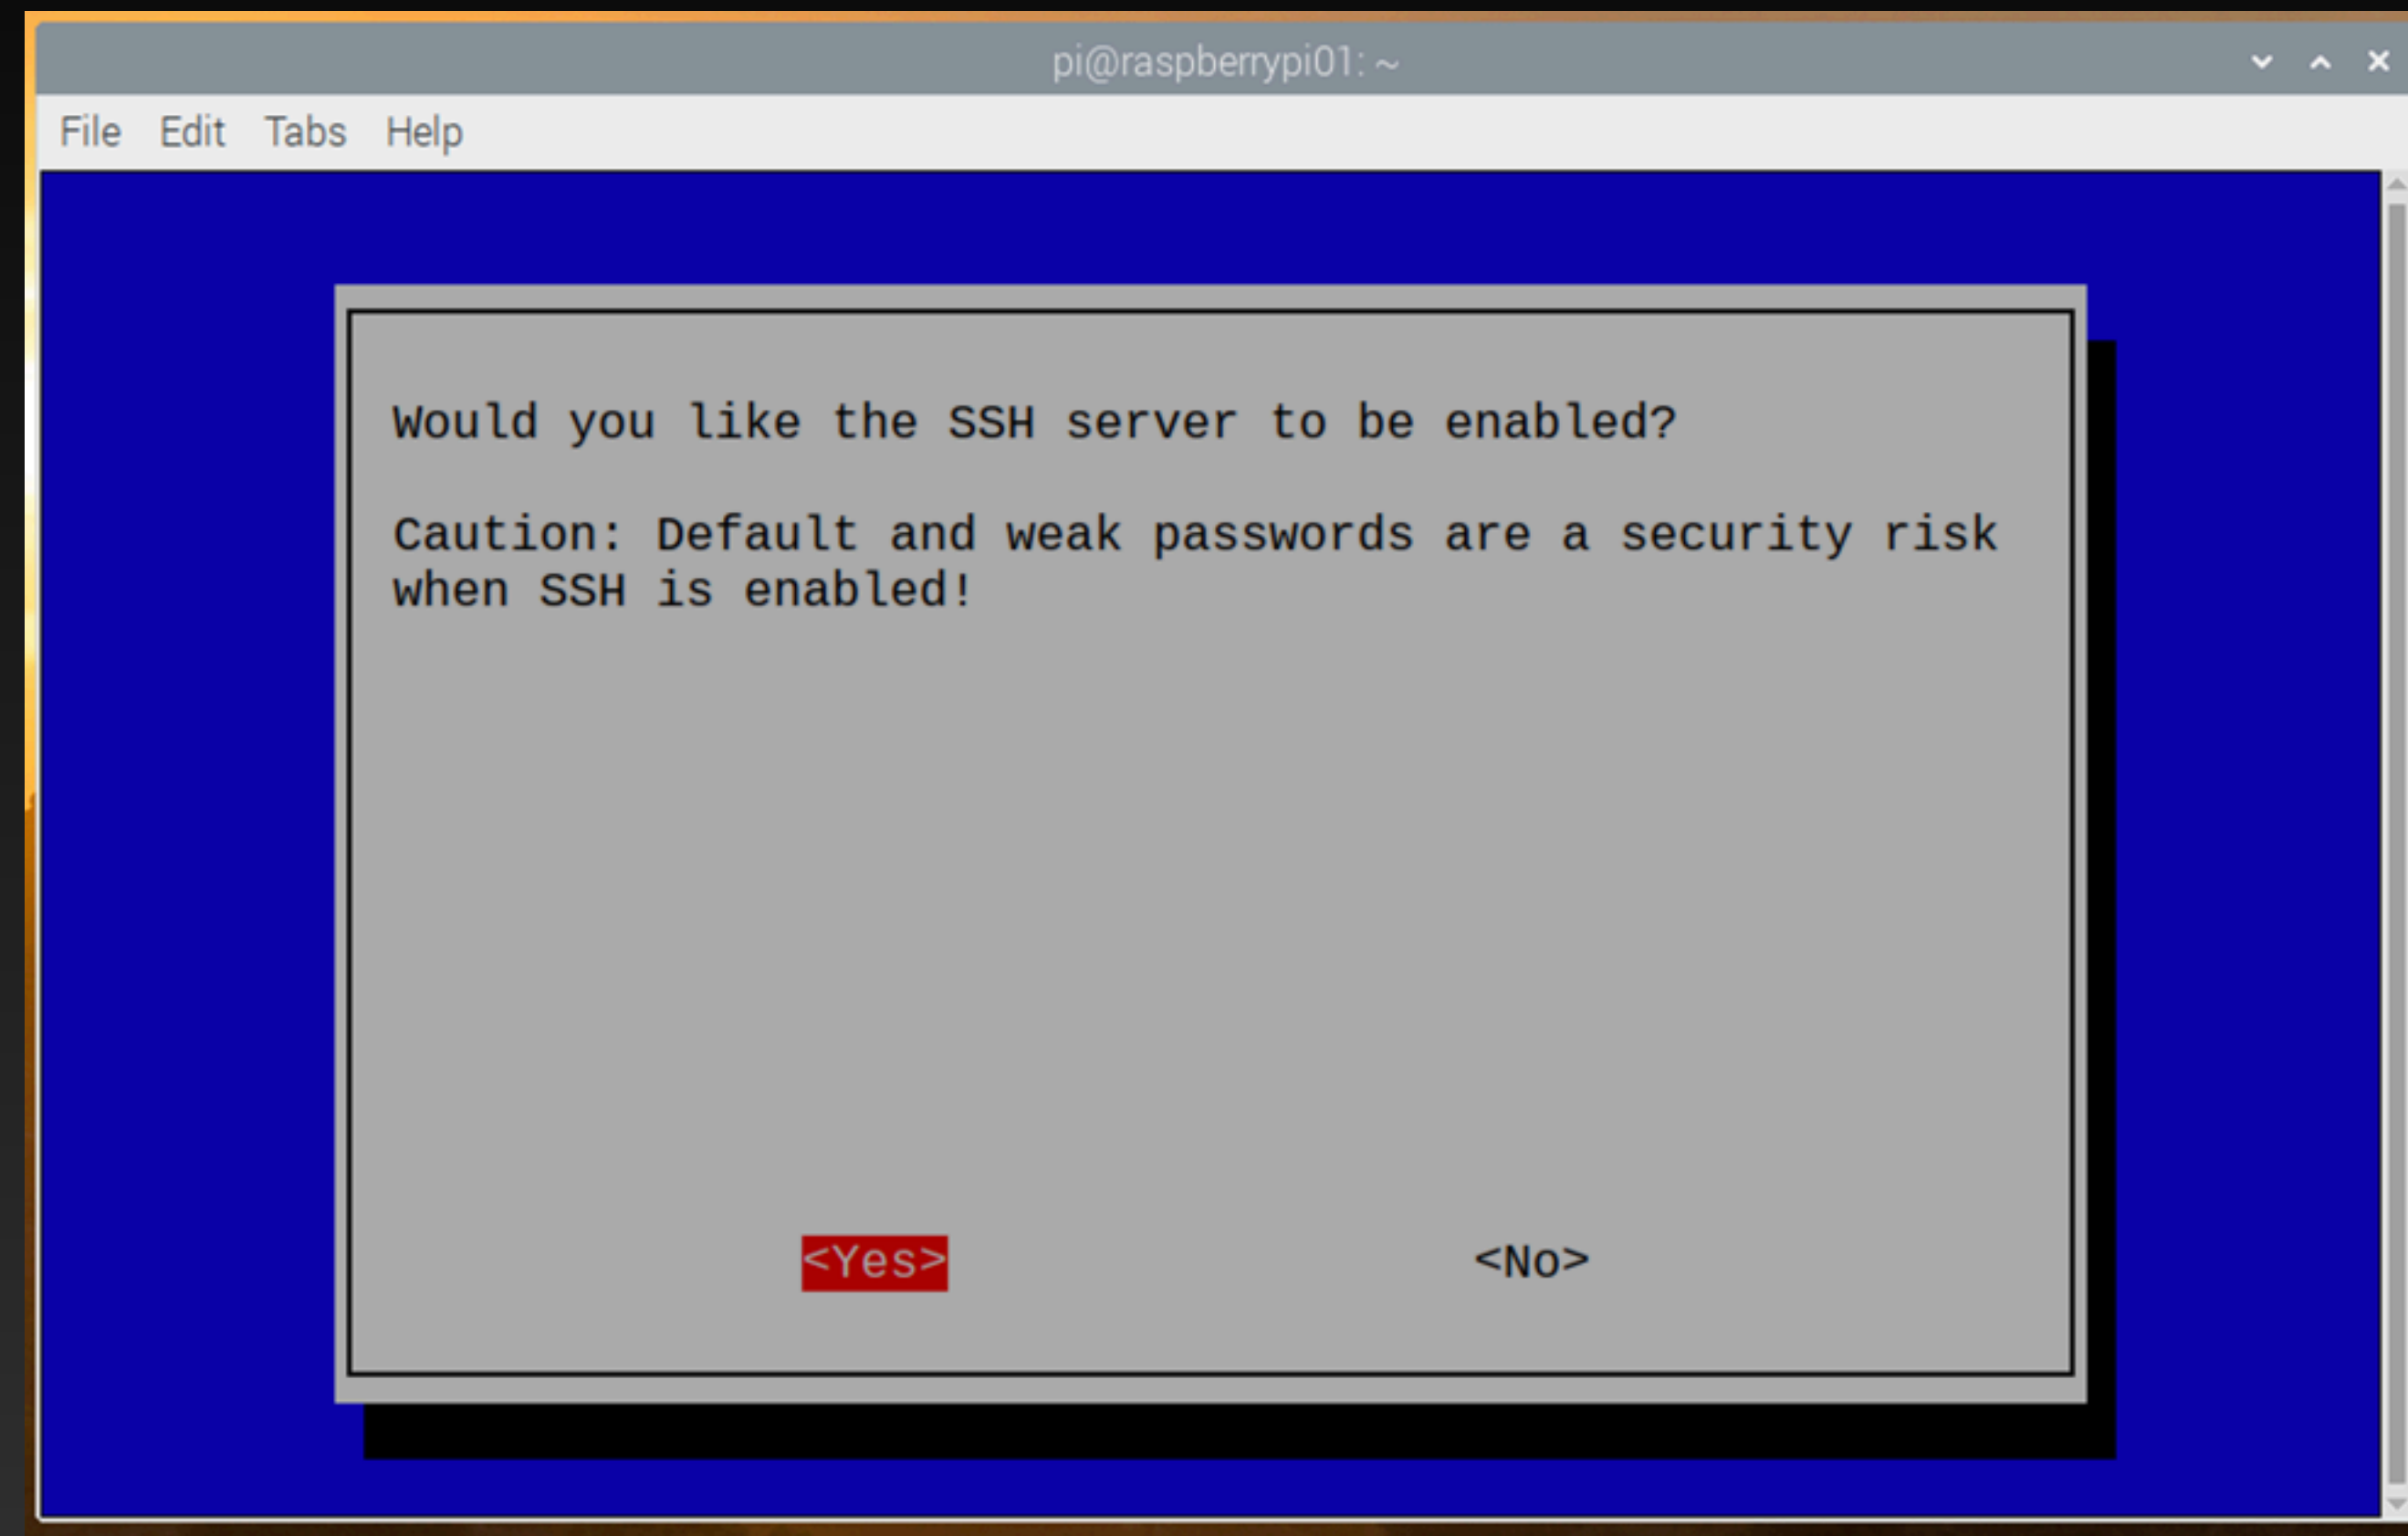 pi@raspberrypi01: ~
File Edit Tabs Help
Would you like the SSH server to be enabled?
Caution: Default and weak passwords are a security risk
when SSH is enabled!
<Yes> <No>